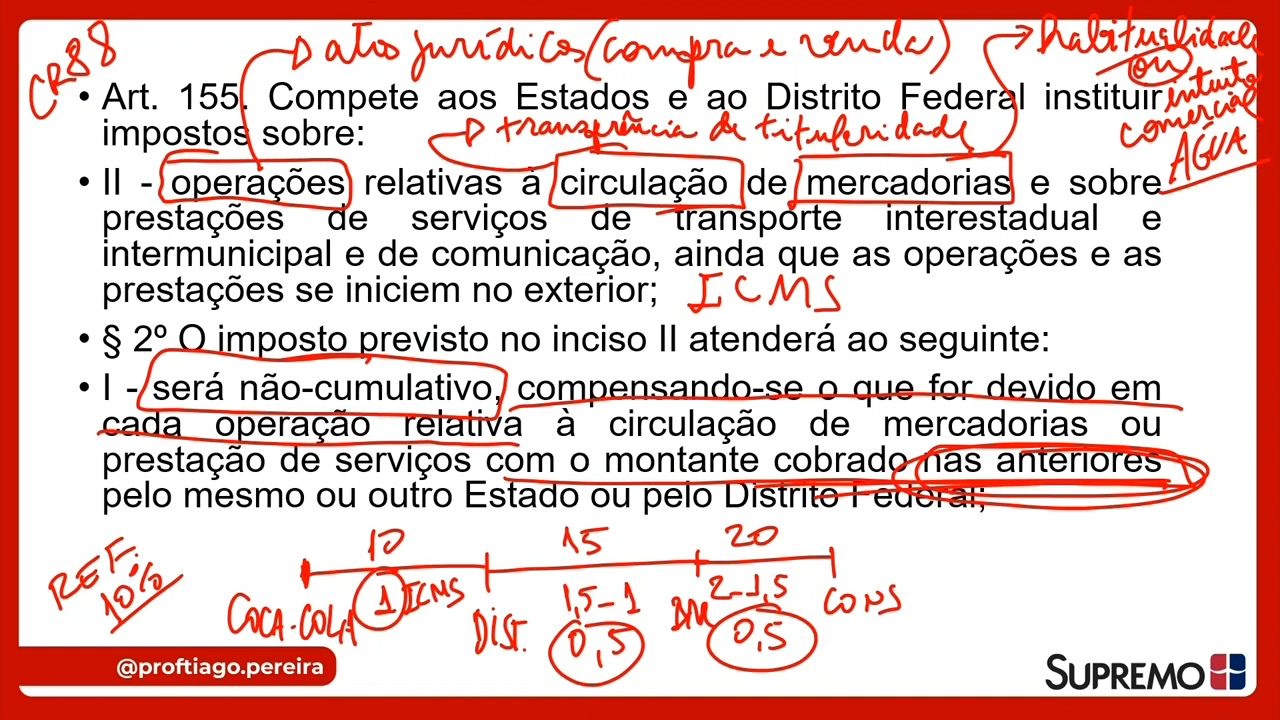 CR88
→ atos jurídicos (compra e venda)
→ habitualidade
ou
intuito
comercial
ÁGUA
• Art. 155. Compete aos Estados e ao Distrito Federal instituir
impostos sobre:
→ transferência de titularidade
• II - operações relativas à circulação de mercadorias e sobre
prestações de serviços de transporte interestadual e
intermunicipal e de comunicação, ainda que as operações e as
prestações se iniciem no exterior;
ICMS
• § 2º O imposto previsto no inciso II atenderá ao seguinte:
• I - será não-cumulativo, compensando-se o que for devido em
cada operação relativa à circulação de mercadorias ou
prestação de serviços com o montante cobrado nas anteriores
pelo mesmo ou outro Estado ou pelo Distrito Federal;
REF.
10%
10 15 20
COCA-COLA 1 ICMS DIST. 1,5-1 BAR 2-1,5 CONS
0,5 0,5
@proftiago.pereira
SUPREMO